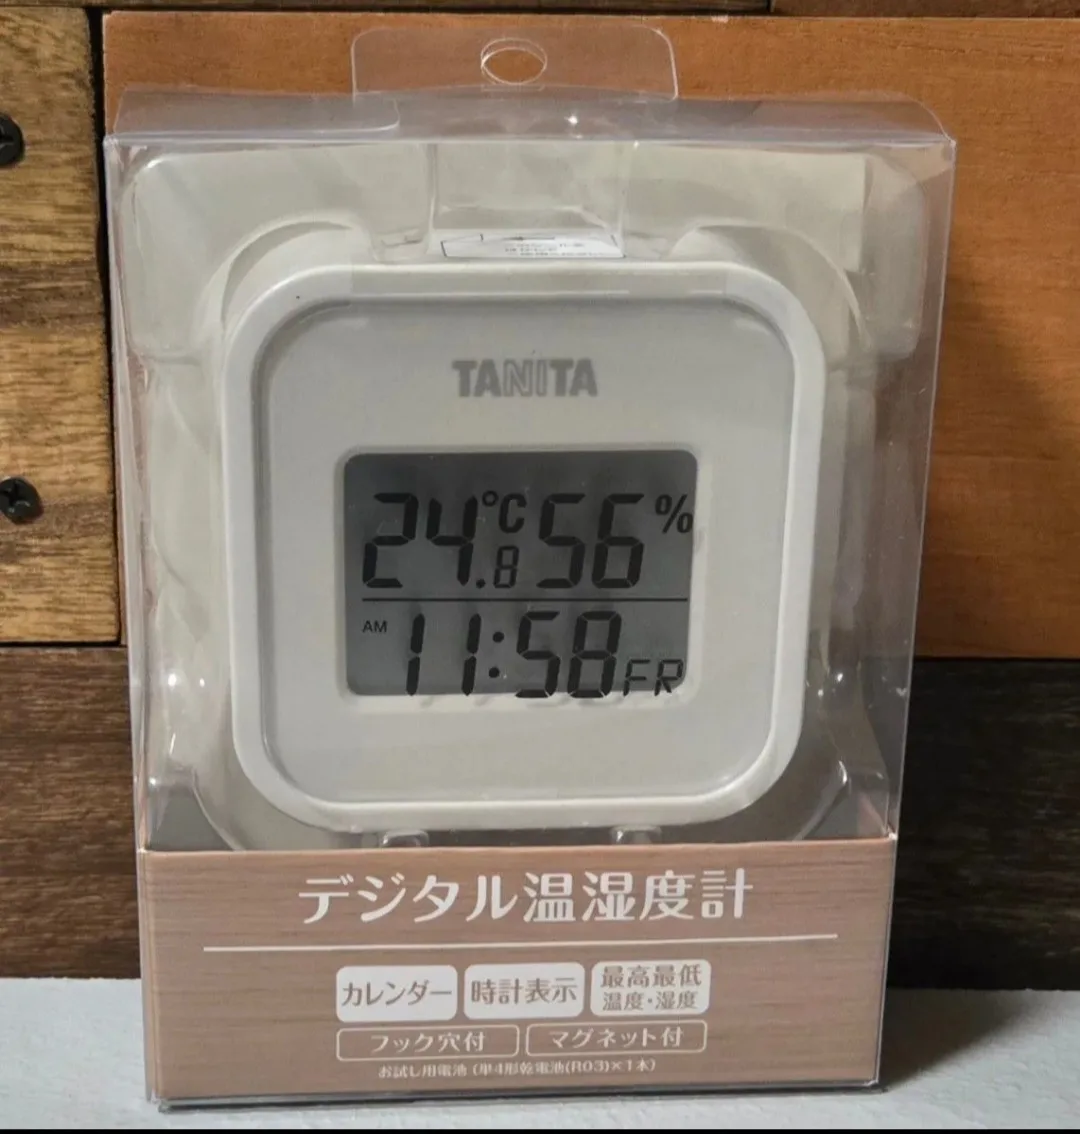 TANITA
24.8℃ 56%
AM 11:58 FR
デジタル温湿度計
カレンダー 時計表示 最高最低
温度・湿度
フック穴付 マグネット付
お試し用電池(単4形乾電池(R03)×1本)